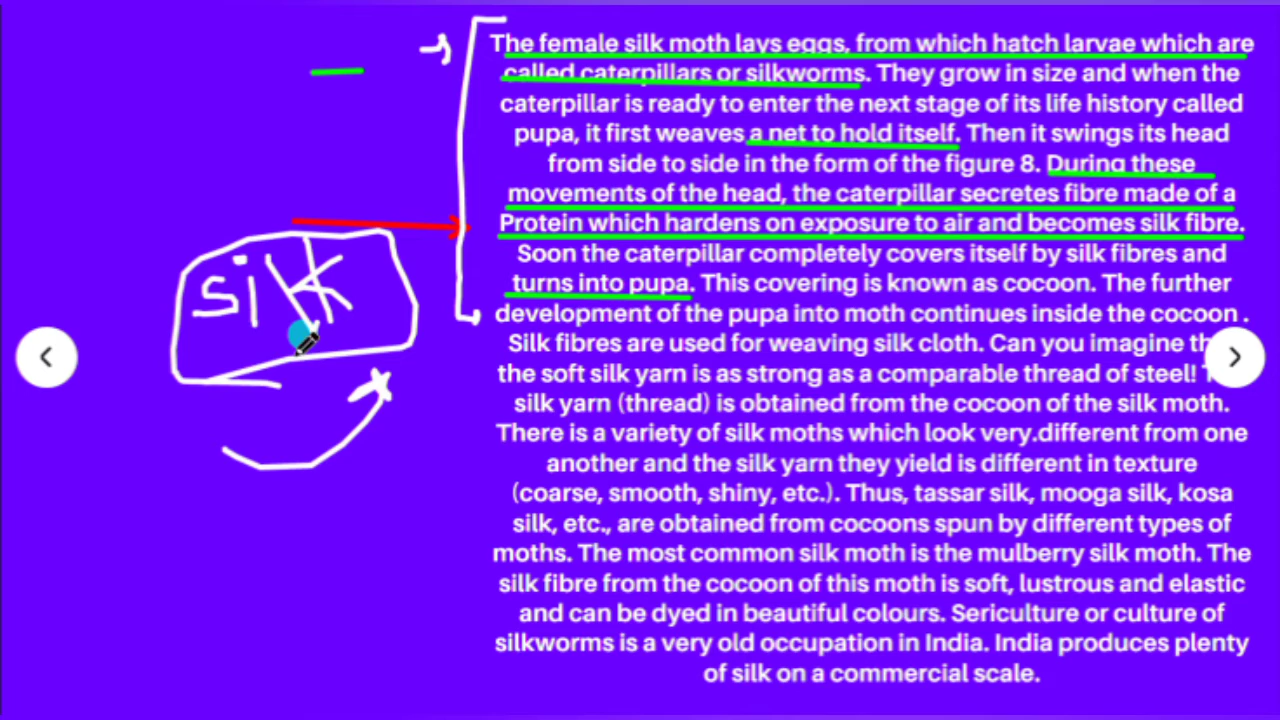 The female silk moth lays eggs, from which hatch larvae which are
called caterpillars or silkworms. They grow in size and when the
caterpillar is ready to enter the next stage of its life history called
pupa, it first weaves a net to hold itself. Then it swings its head
from side to side in the form of the figure 8. During these
movements of the head, the caterpillar secretes fibre made of a
Protein which hardens on exposure to air and becomes silk fibre.
Soon the caterpillar completely covers itself by silk fibres and
turns into pupa. This covering is known as cocoon. The further
development of the pupa into moth continues inside the cocoon .
Silk fibres are used for weaving silk cloth. Can you imagine
the soft silk yarn is as strong as a comparable thread of steel!
silk yarn (thread) is obtained from the cocoon of the silk moth.
There is a variety of silk moths which look very.different from one
another and the silk yarn they yield is different in texture
(coarse, smooth, shiny, etc.). Thus, tassar silk, mooga silk, kosa
silk, etc., are obtained from cocoons spun by different types of
moths. The most common silk moth is the mulberry silk moth. The
silk fibre from the cocoon of this moth is soft, lustrous and elastic
and can be dyed in beautiful colours. Sericulture or culture of
silkworms is a very old occupation in India. India produces plenty
of silk on a commercial scale.
silk